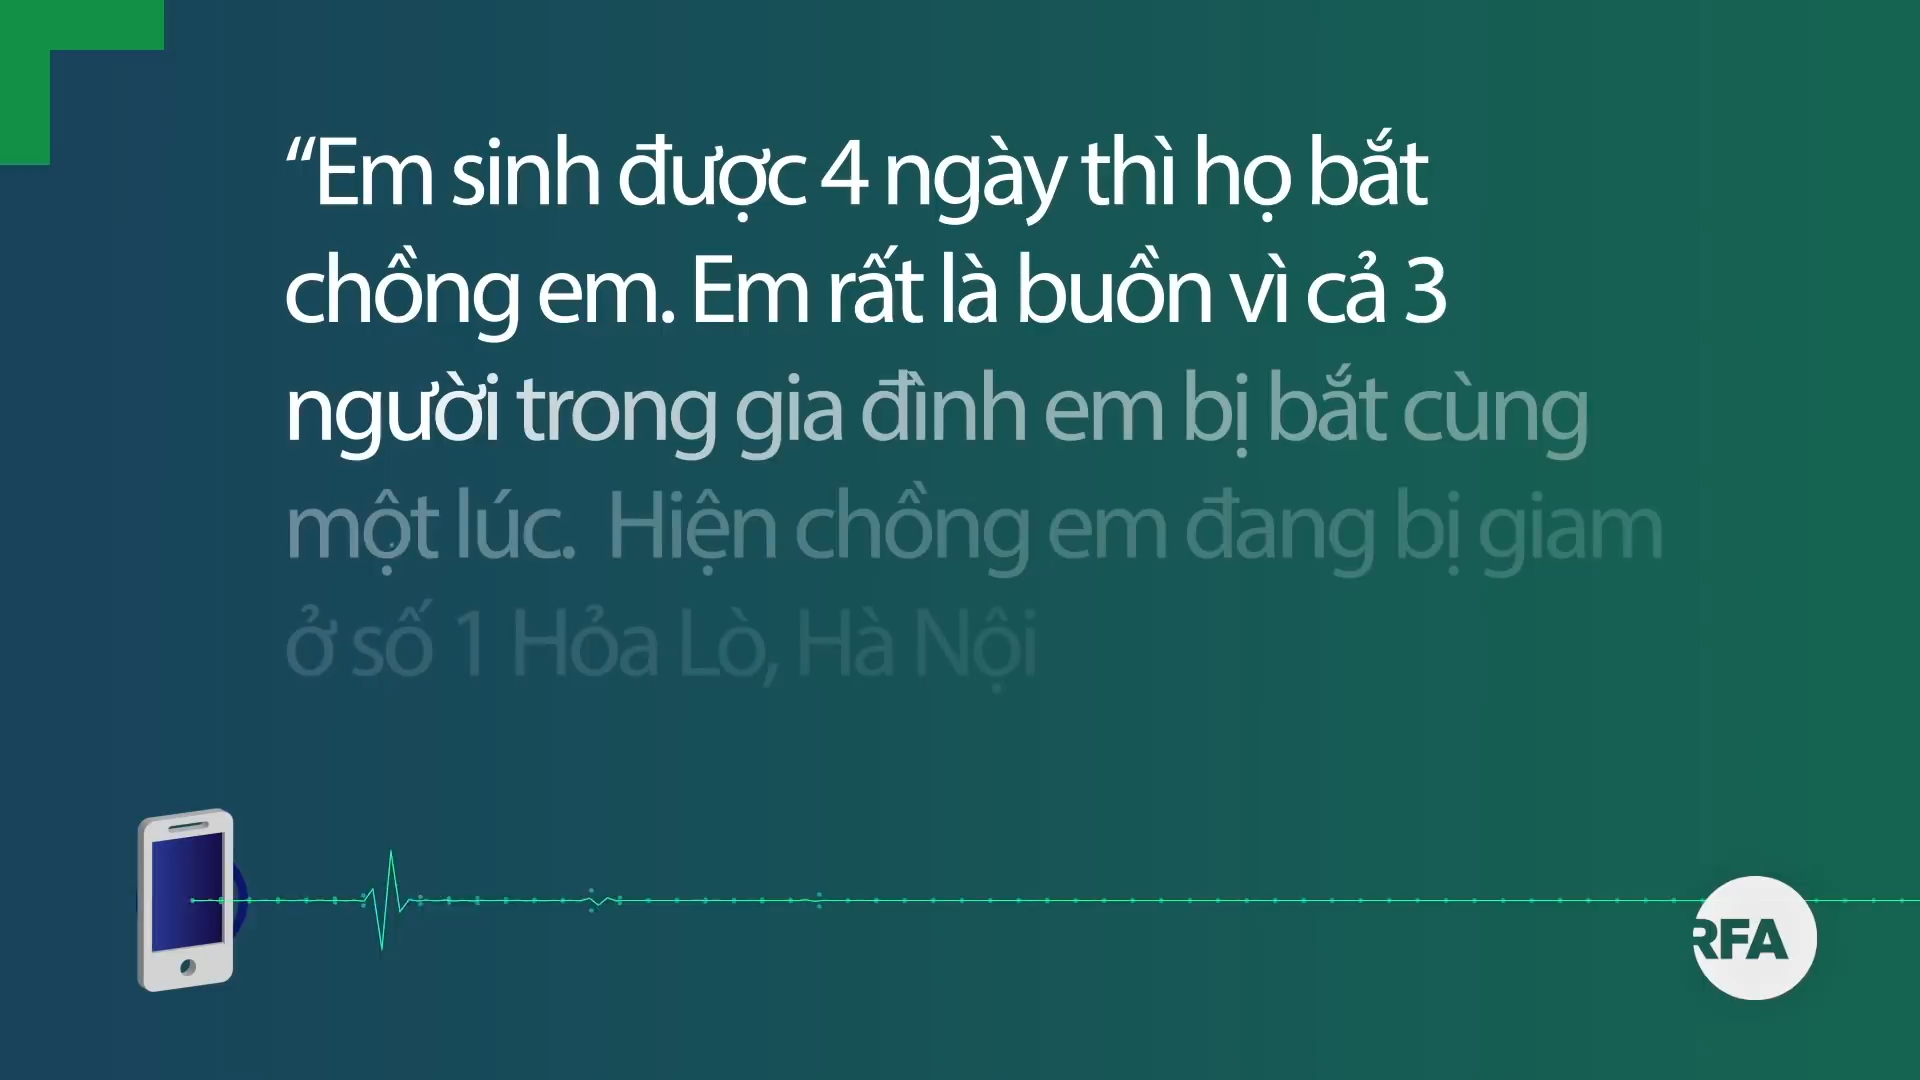 “Em sinh được 4 ngày thì họ bắt
chồng em. Em rất là buồn vì cả 3
người trong gia đình em bị bắt cùng
một lúc.  Hiện chồng em đang bị giam
ở số 1 Hỏa Lò, Hà Nội
RFA